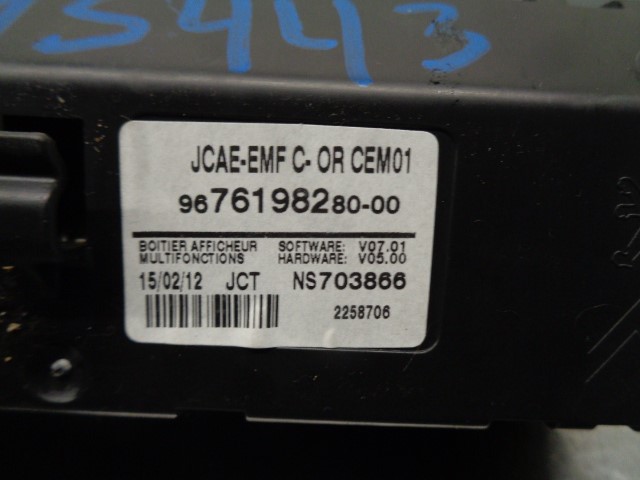 JCAE-EMF C- OR CEM01
9676198280-00
BOITIER AFFICHEUR SOFTWARE: V07.01
MULTIFONCTIONS HARDWARE: V05.00
15/02/12 JCT NS703866
2258706